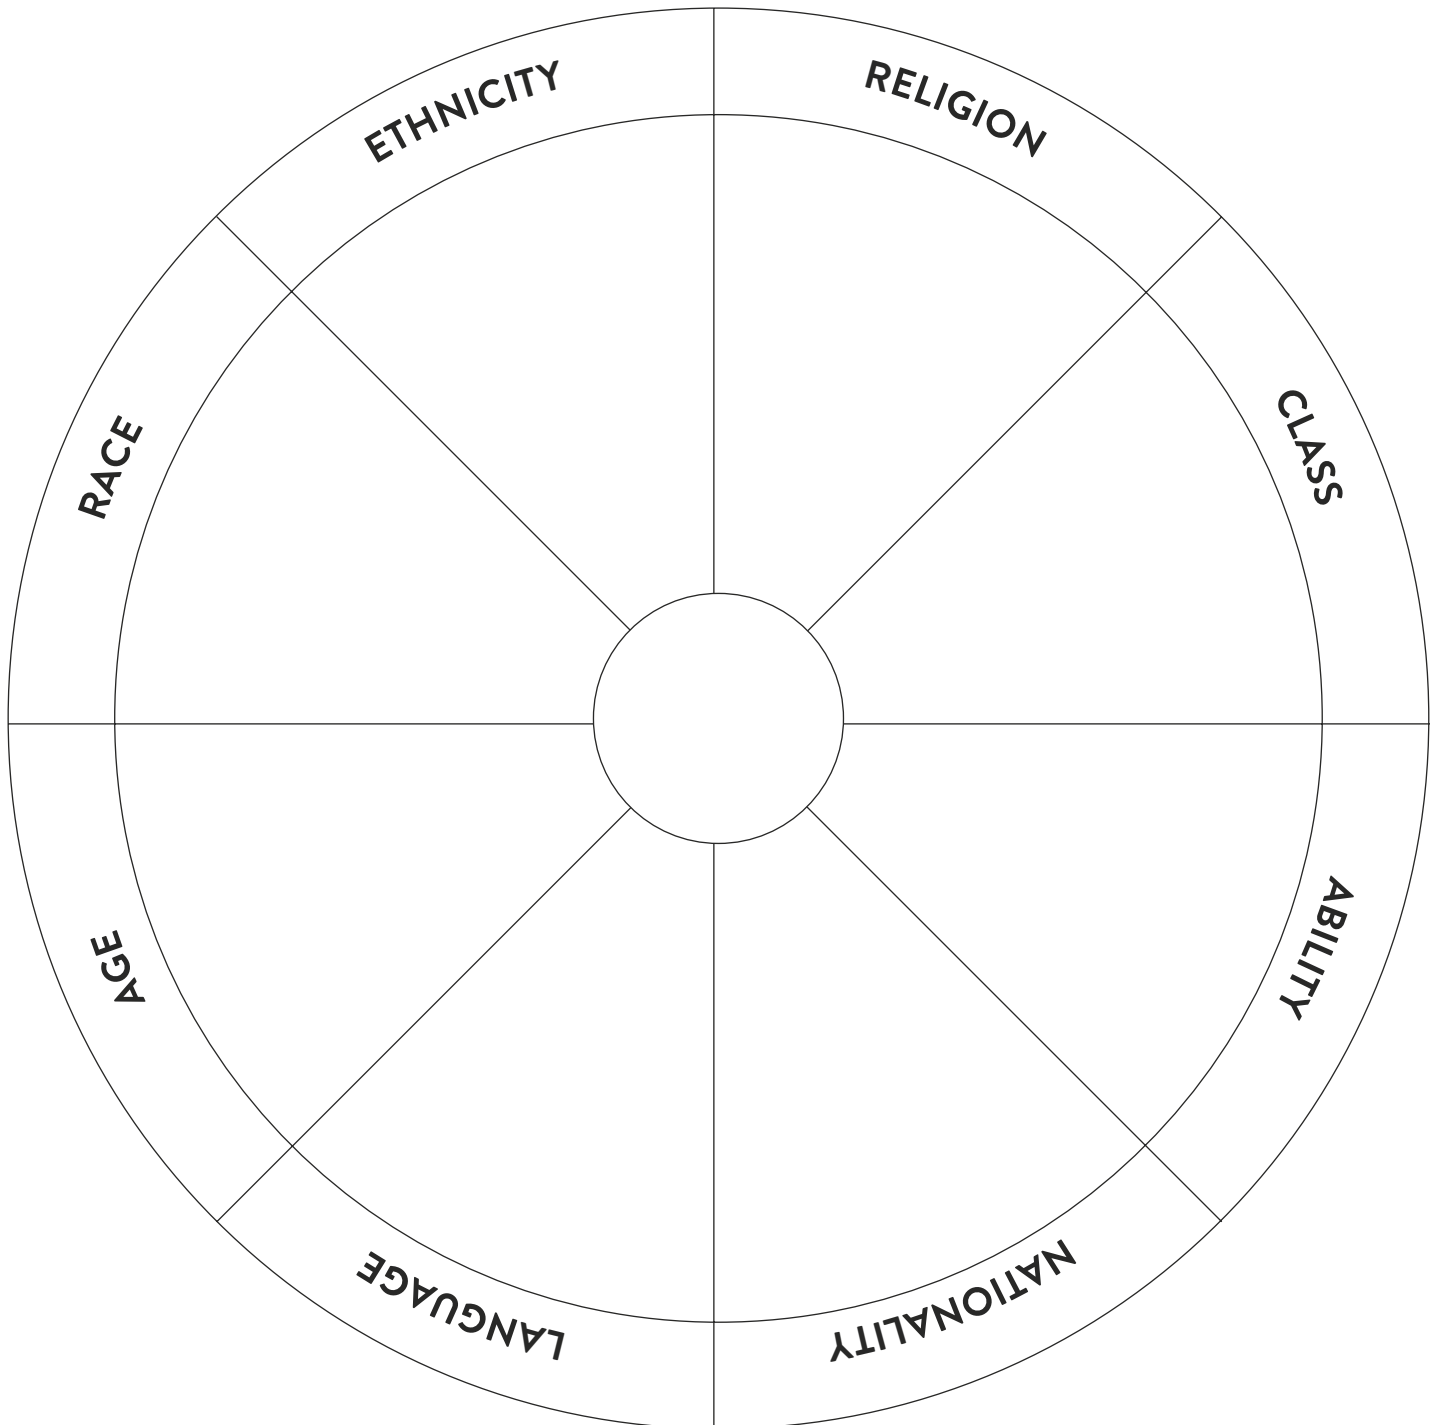 ETHNICITY
RELIGION
CLASS
ABILITY
NATIONALITY
LANGUAGE
AGE
RACE